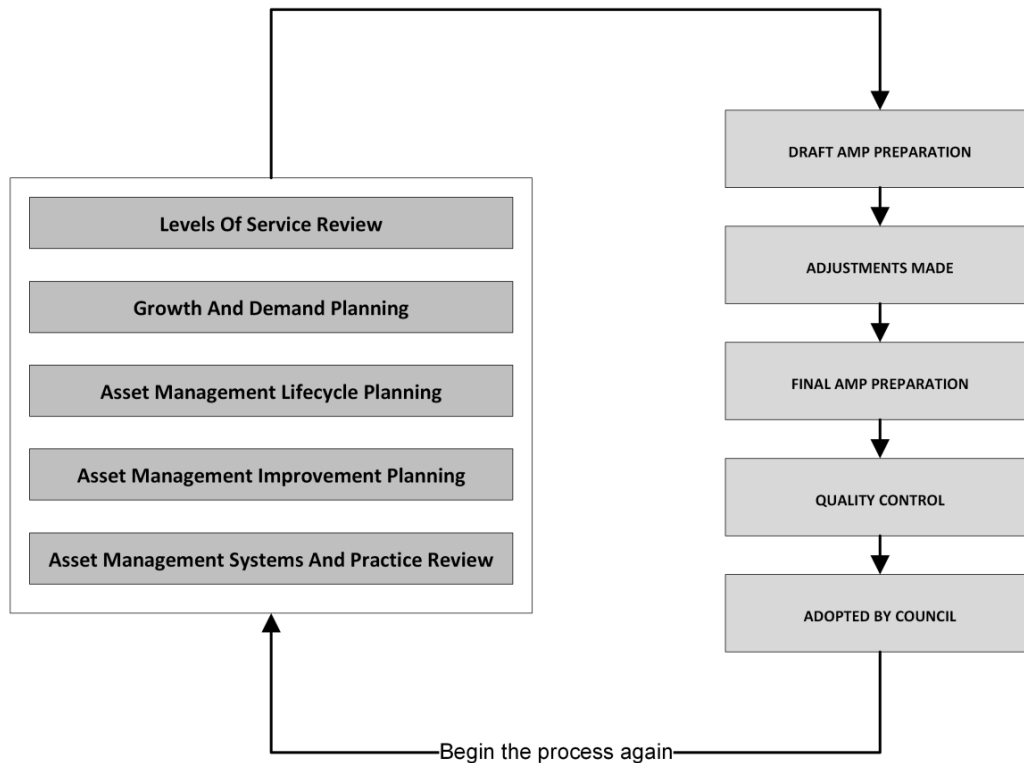 Levels Of Service Review
Growth And Demand Planning
Asset Management Lifecycle Planning
Asset Management Improvement Planning
Asset Management Systems And Practice Review
DRAFT AMP PREPARATION
ADJUSTMENTS MADE
FINAL AMP PREPARATION
QUALITY CONTROL
ADOPTED BY COUNCIL
Begin the process again